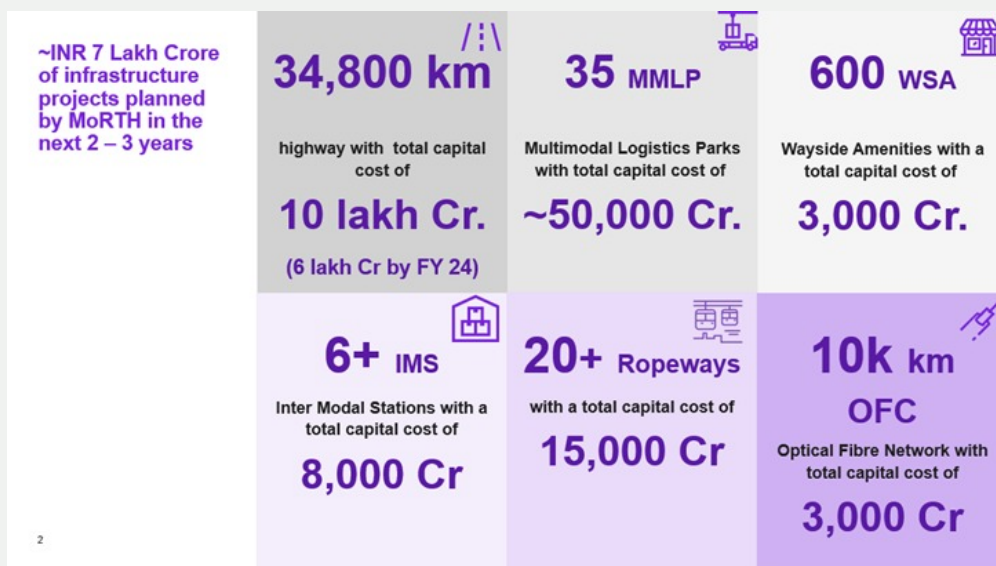 ~INR 7 Lakh Crore
of infrastructure
projects planned
by MoRTH in the
next 2 – 3 years
34,800 km
highway with total capital
cost of
10 lakh Cr.
(6 lakh Cr by FY 24)
35 MMLP
Multimodal Logistics Parks
with total capital cost of
~50,000 Cr.
600 WSA
Wayside Amenities with a
total capital cost of
3,000 Cr.
6+ IMS
Inter Modal Stations with a
total capital cost of
8,000 Cr
20+ Ropeways
with a total capital cost of
15,000 Cr
10k km
OFC
Optical Fibre Network with
total capital cost of
3,000 Cr
2